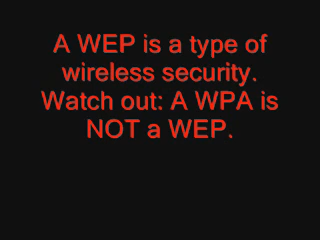 A WEP is a type of
wireless security.
Watch out: A WPA is
NOT a WEP.